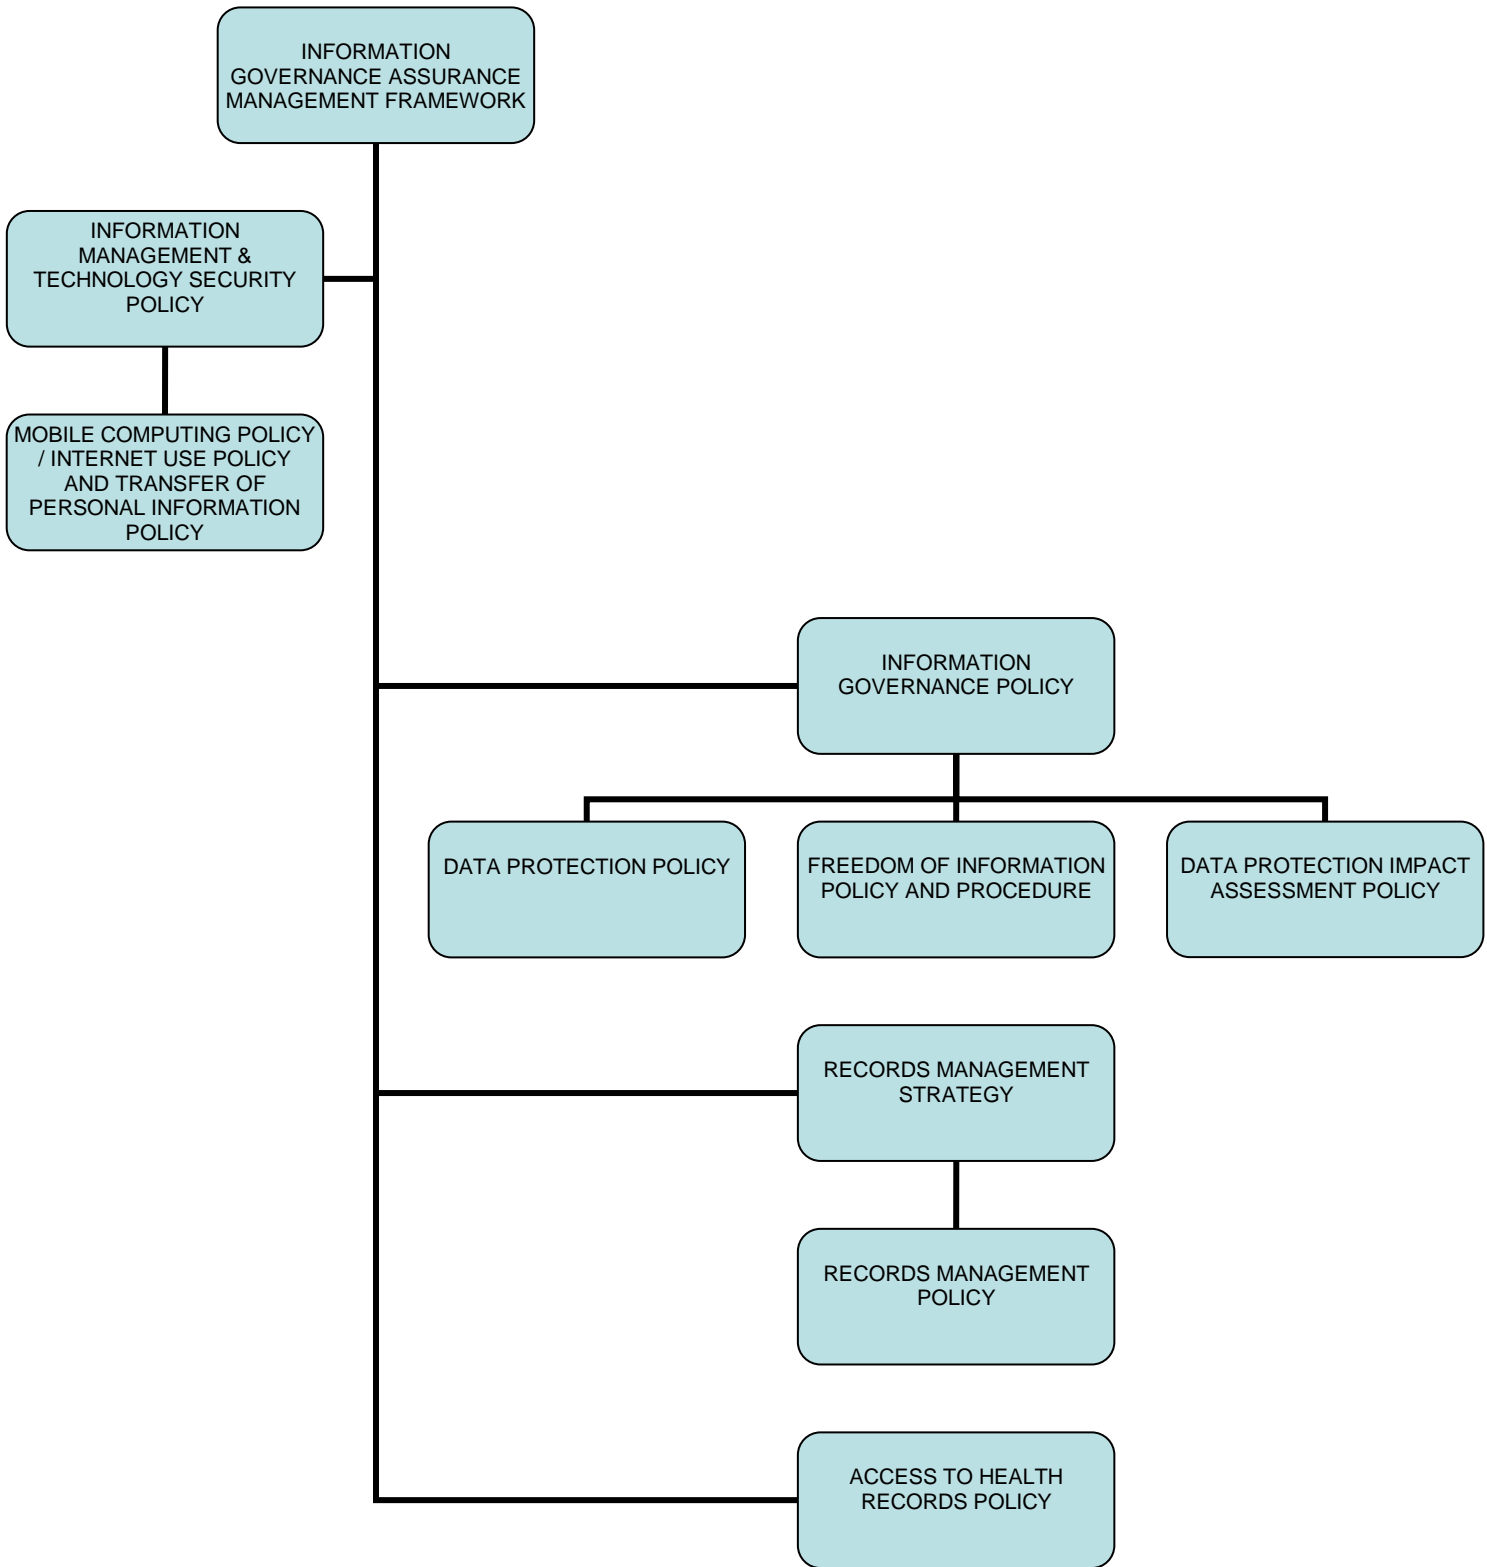 INFORMATION
GOVERNANCE ASSURANCE
MANAGEMENT FRAMEWORK
INFORMATION
MANAGEMENT &
TECHNOLOGY SECURITY
POLICY
MOBILE COMPUTING POLICY
/ INTERNET USE POLICY
AND TRANSFER OF
PERSONAL INFORMATION
POLICY
INFORMATION
GOVERNANCE POLICY
DATA PROTECTION POLICY
FREEDOM OF INFORMATION
POLICY AND PROCEDURE
DATA PROTECTION IMPACT
ASSESSMENT POLICY
RECORDS MANAGEMENT
STRATEGY
RECORDS MANAGEMENT
POLICY
ACCESS TO HEALTH
RECORDS POLICY